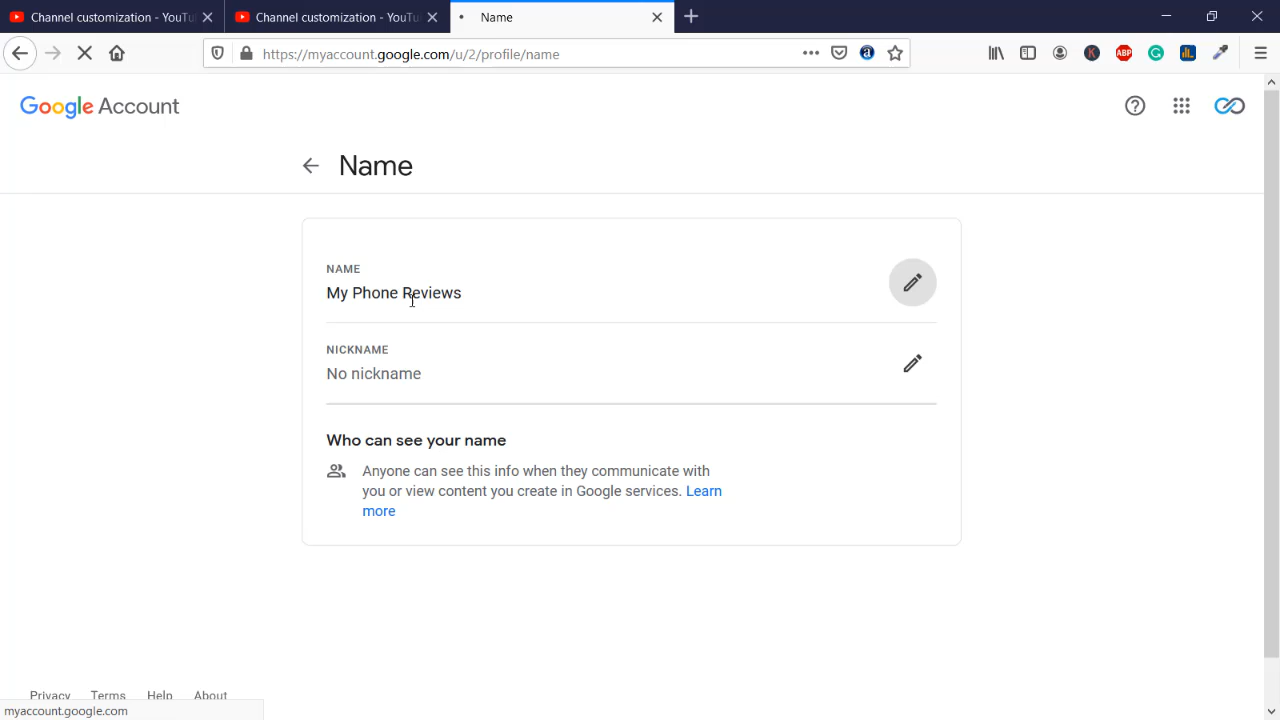 Channel customization - YouTu
Channel customization - YouTu
Name
https://myaccount.google.com/u/2/profile/name
ABP
Google Account
Name
NAME
My Phone Reviews
NICKNAME
No nickname
Who can see your name
Anyone can see this info when they communicate with
you or view content you create in Google services. Learn
more
Privacy Terms Help About
myaccount.google.com